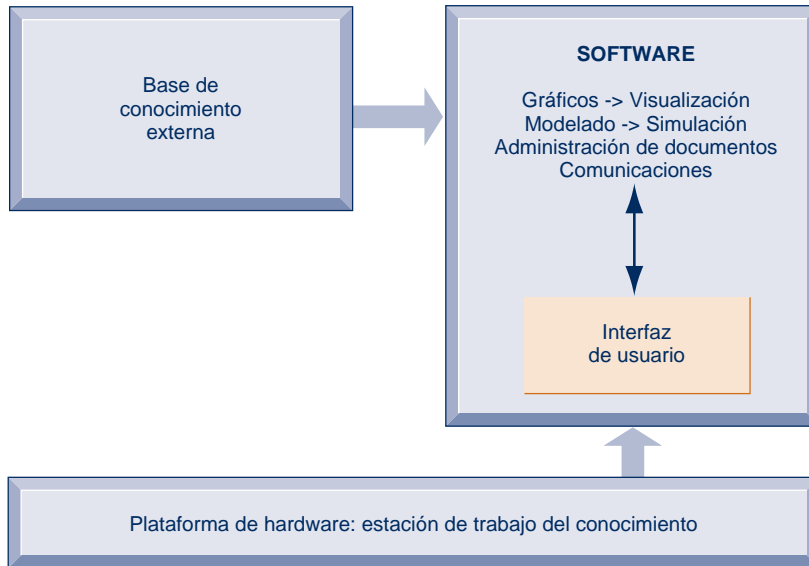 Base de
conocimiento
externa
SOFTWARE
Gráficos -> Visualización
Modelado -> Simulación
Administración de documentos
Comunicaciones
Interfaz
de usuario
Plataforma de hardware: estación de trabajo del conocimiento